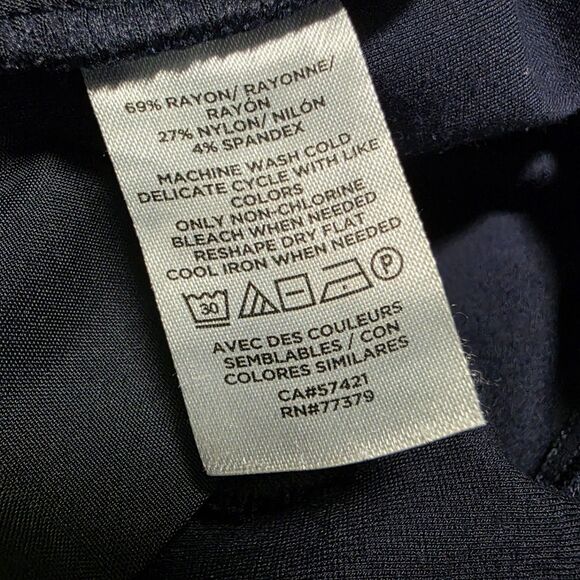 69% RAYON/ RAYONNE/
RAYÓN
27% NYLON/ NILÓN
4% SPANDEX
MACHINE WASH COLD
DELICATE CYCLE WITH LIKE
COLORS
ONLY NON-CHLORINE
BLEACH WHEN NEEDED
RESHAPE DRY FLAT
COOL IRON WHEN NEEDED
30 P
AVEC DES COULEURS
SEMBLABLES / CON
COLORES SIMILARES
CA#57421
RN#77379